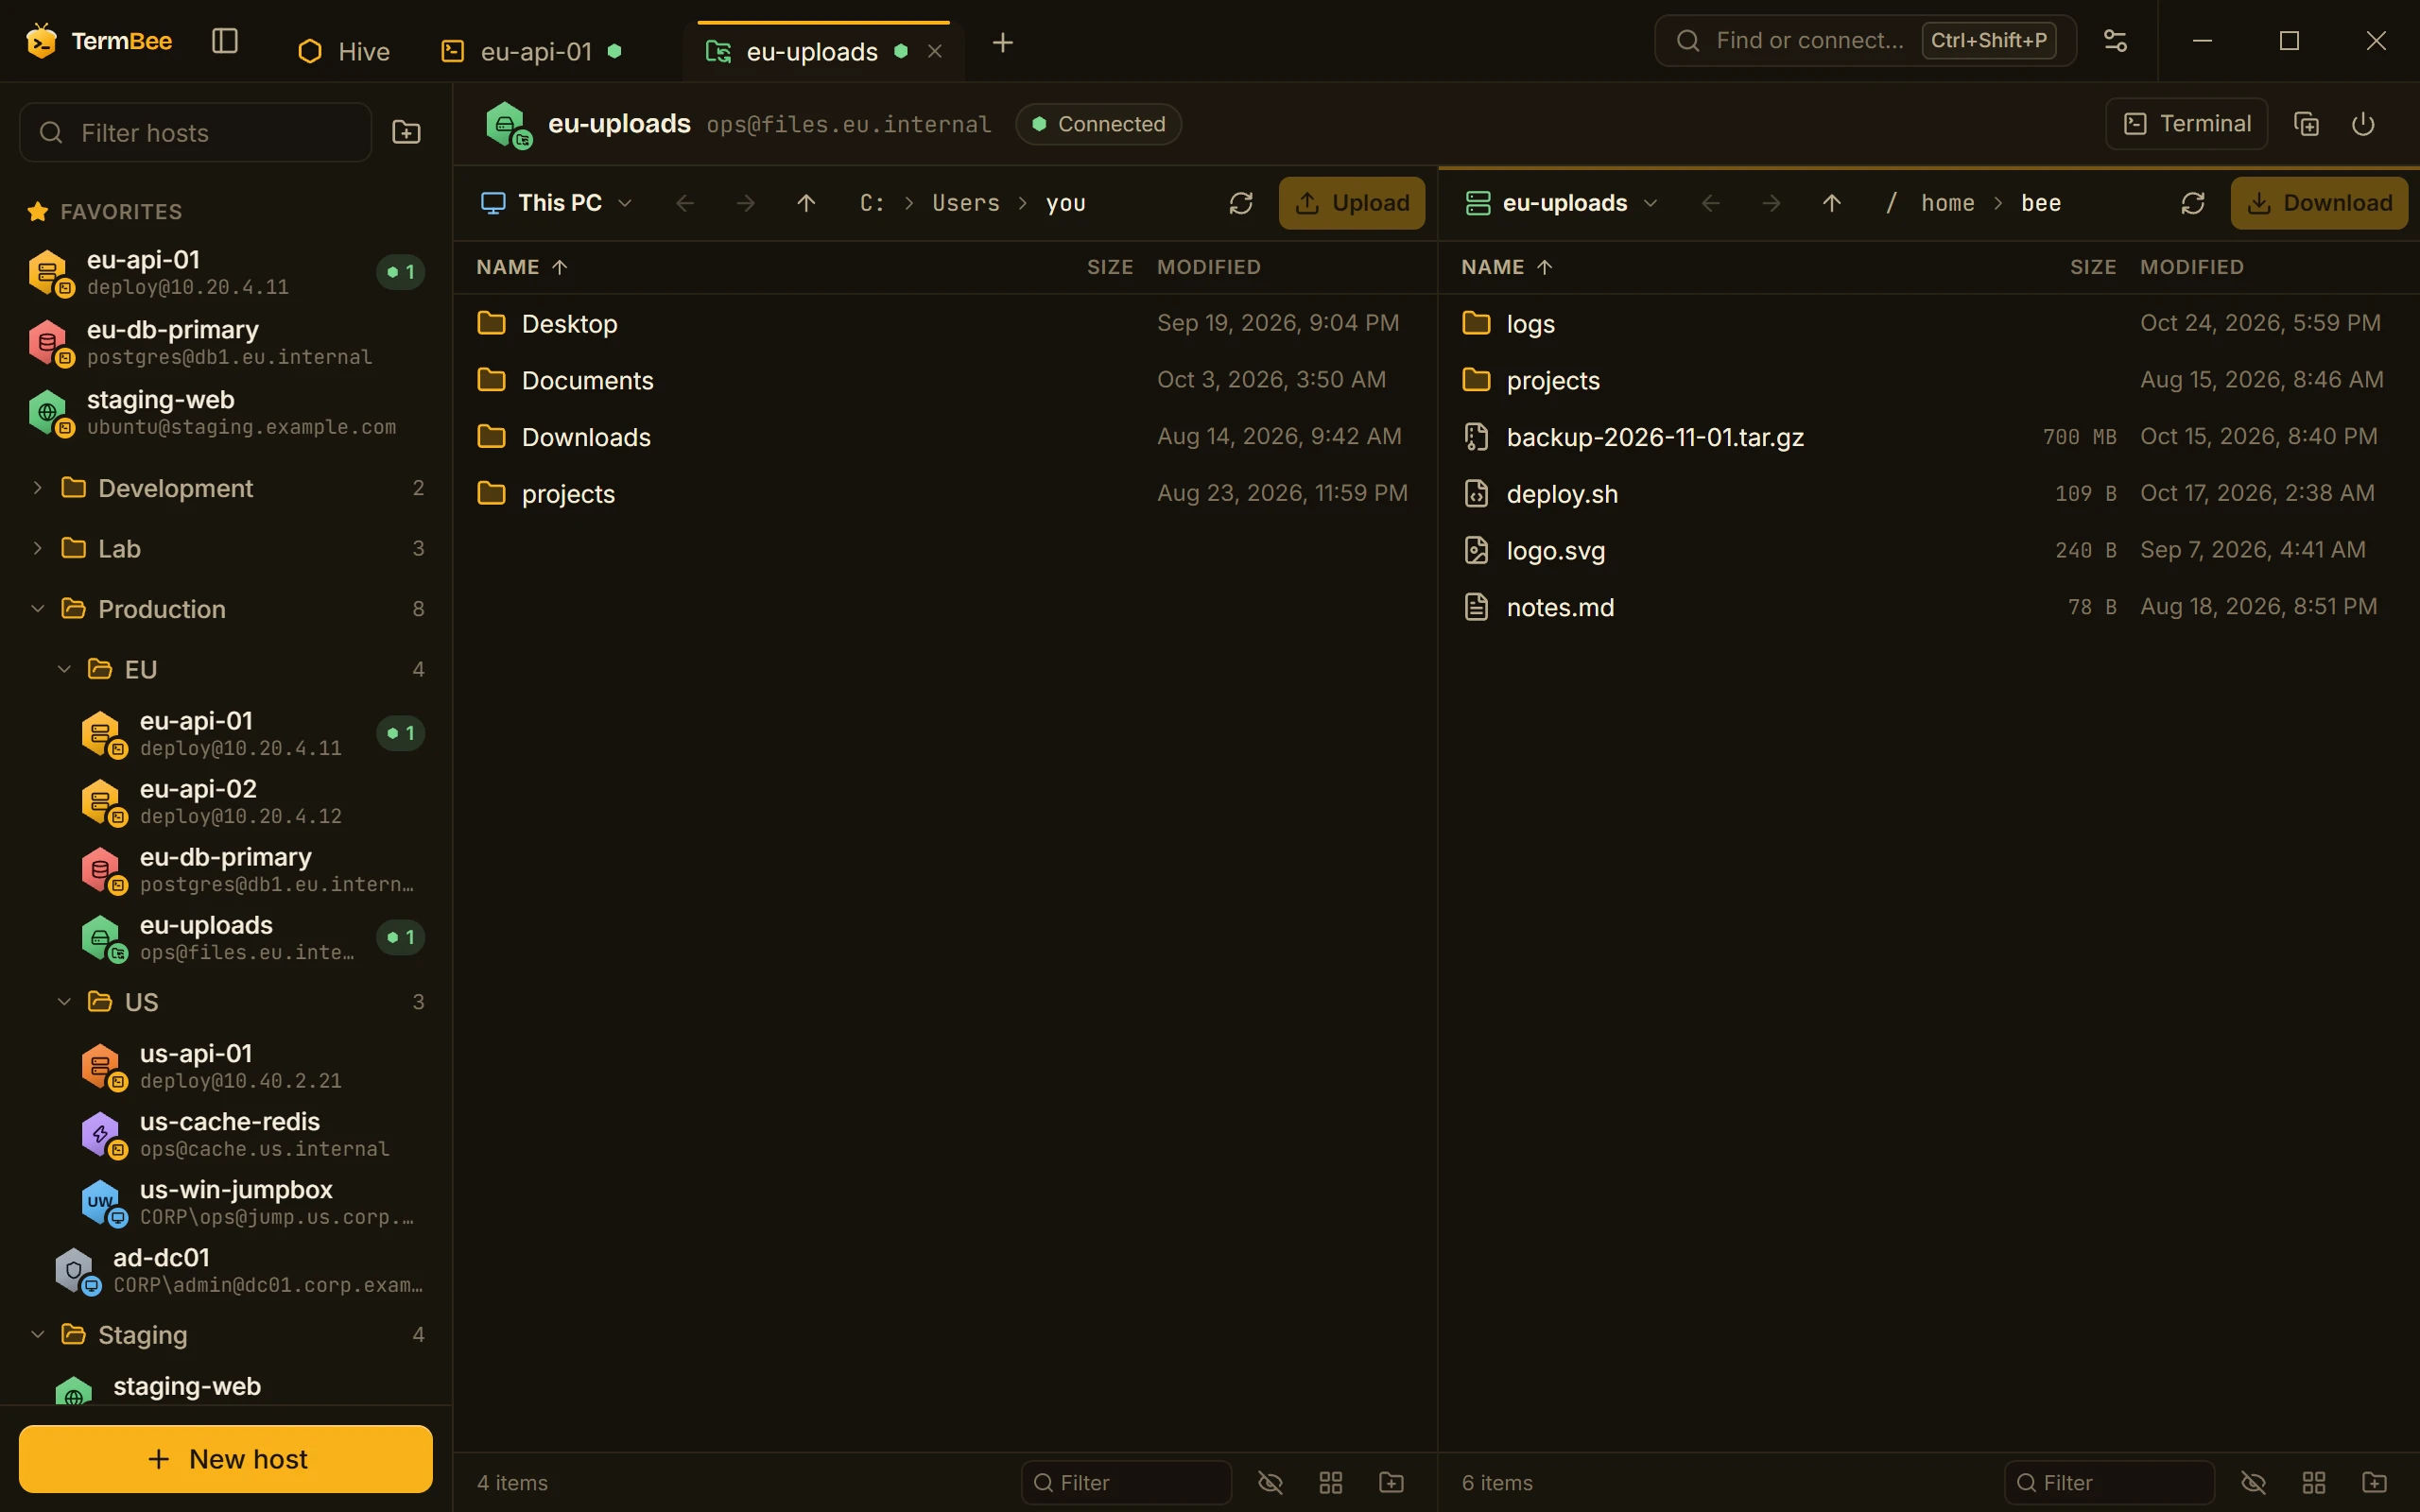 TermBee
Hive
eu-api-01
eu-uploads
Find or connect...
Ctrl+Shift+P
Filter hosts
FAVORITES
eu-api-01
deploy@10.20.4.11
1
eu-db-primary
postgres@db1.eu.internal
staging-web
ubuntu@staging.example.com
Development 2
Lab 3
Production 8
EU 4
eu-api-01
deploy@10.20.4.11
1
eu-api-02
deploy@10.20.4.12
eu-db-primary
postgres@db1.eu.intern…
eu-uploads
ops@files.eu.inte…
1
US 3
us-api-01
deploy@10.40.2.21
us-cache-redis
ops@cache.us.internal
UW
us-win-jumpbox
CORP\ops@jump.us.corp.…
ad-dc01
CORP\admin@dc01.corp.exam…
Staging 4
staging-web
New host
eu-uploads ops@files.eu.internal Connected
Terminal
This PC
C: > Users > you
Upload
NAME SIZE MODIFIED
Desktop Sep 19, 2026, 9:04 PM
Documents Oct 3, 2026, 3:50 AM
Downloads Aug 14, 2026, 9:42 AM
projects Aug 23, 2026, 11:59 PM
4 items
Filter
eu-uploads
/ home > bee
Download
NAME SIZE MODIFIED
logs Oct 24, 2026, 5:59 PM
projects Aug 15, 2026, 8:46 AM
backup-2026-11-01.tar.gz 700 MB Oct 15, 2026, 8:40 PM
deploy.sh 109 B Oct 17, 2026, 2:38 AM
logo.svg 240 B Sep 7, 2026, 4:41 AM
notes.md 78 B Aug 18, 2026, 8:51 PM
6 items
Filter